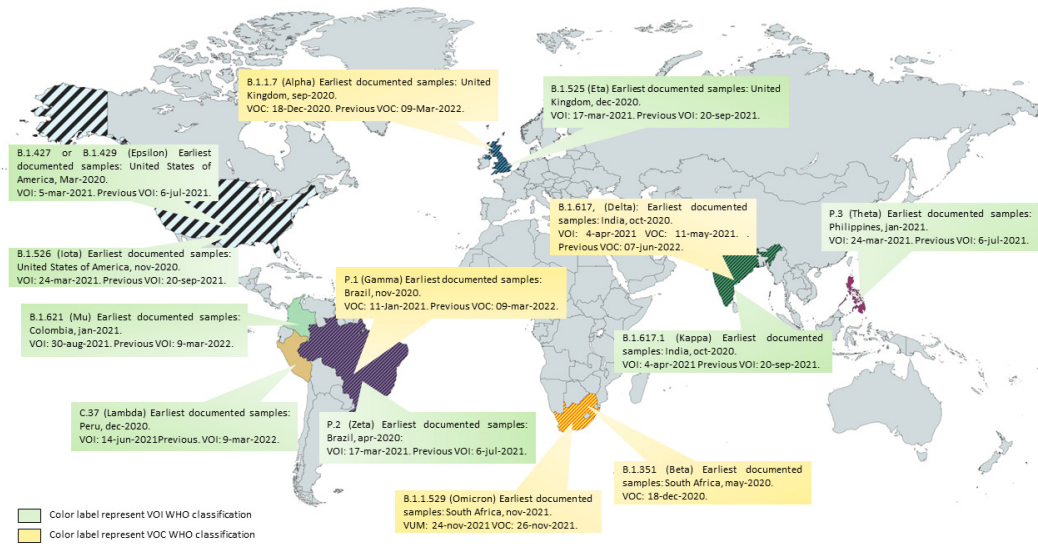 B.1.1.7 (Alpha) Earliest documented samples: United
Kingdom, sep-2020.
VOC: 18-Dec-2020. Previous VOC: 09-Mar-2022.
B.1.525 (Eta) Earliest documented samples: United
Kingdom, dec-2020.
VOI: 17-mar-2021. Previous VOI: 20-sep-2021.
B.1.427 or B.1.429 (Epsilon) Earliest
documented samples: United States of
America, Mar-2020.
VOI: 5-mar-2021. Previous VOI: 6-jul-2021.
B.1.617, (Delta): Earliest documented
samples: India, oct-2020.
VOI: 4-apr-2021 VOC: 11-may-2021. .
Previous VOC: 07-jun-2022.
P.3 (Theta) Earliest documented samples:
Philippines, jan-2021.
VOI: 24-mar-2021. Previous VOI: 6-jul-2021.
B.1.526 (Iota) Earliest documented samples:
United States of America, nov-2020.
VOI: 24-mar-2021. Previous VOI: 20-sep-2021.
P.1 (Gamma) Earliest documented samples:
Brazil, nov-2020.
VOC: 11-Jan-2021. Previous VOC: 09-mar-2022.
B.1.621 (Mu) Earliest documented samples:
Colombia, jan-2021.
VOI: 30-aug-2021. Previous VOI: 9-mar-2022.
B.1.617.1 (Kappa) Earliest documented
samples: India, oct-2020.
VOI: 4-apr-2021 Previous VOI: 20-sep-2021.
C.37 (Lambda) Earliest documented samples:
Peru, dec-2020.
VOI: 14-jun-2021Previous. VOI: 9-mar-2022.
P.2 (Zeta) Earliest documented samples:
Brazil, apr-2020:
VOI: 17-mar-2021. Previous VOI: 6-jul-2021.
B.1.351 (Beta) Earliest documented
samples: South Africa, may-2020.
VOC: 18-dec-2020.
B.1.1.529 (Omicron) Earliest documented
samples: South Africa, nov-2021.
VUM: 24-nov-2021 VOC: 26-nov-2021.
Color label represent VOI WHO classification
Color label represent VOC WHO classification